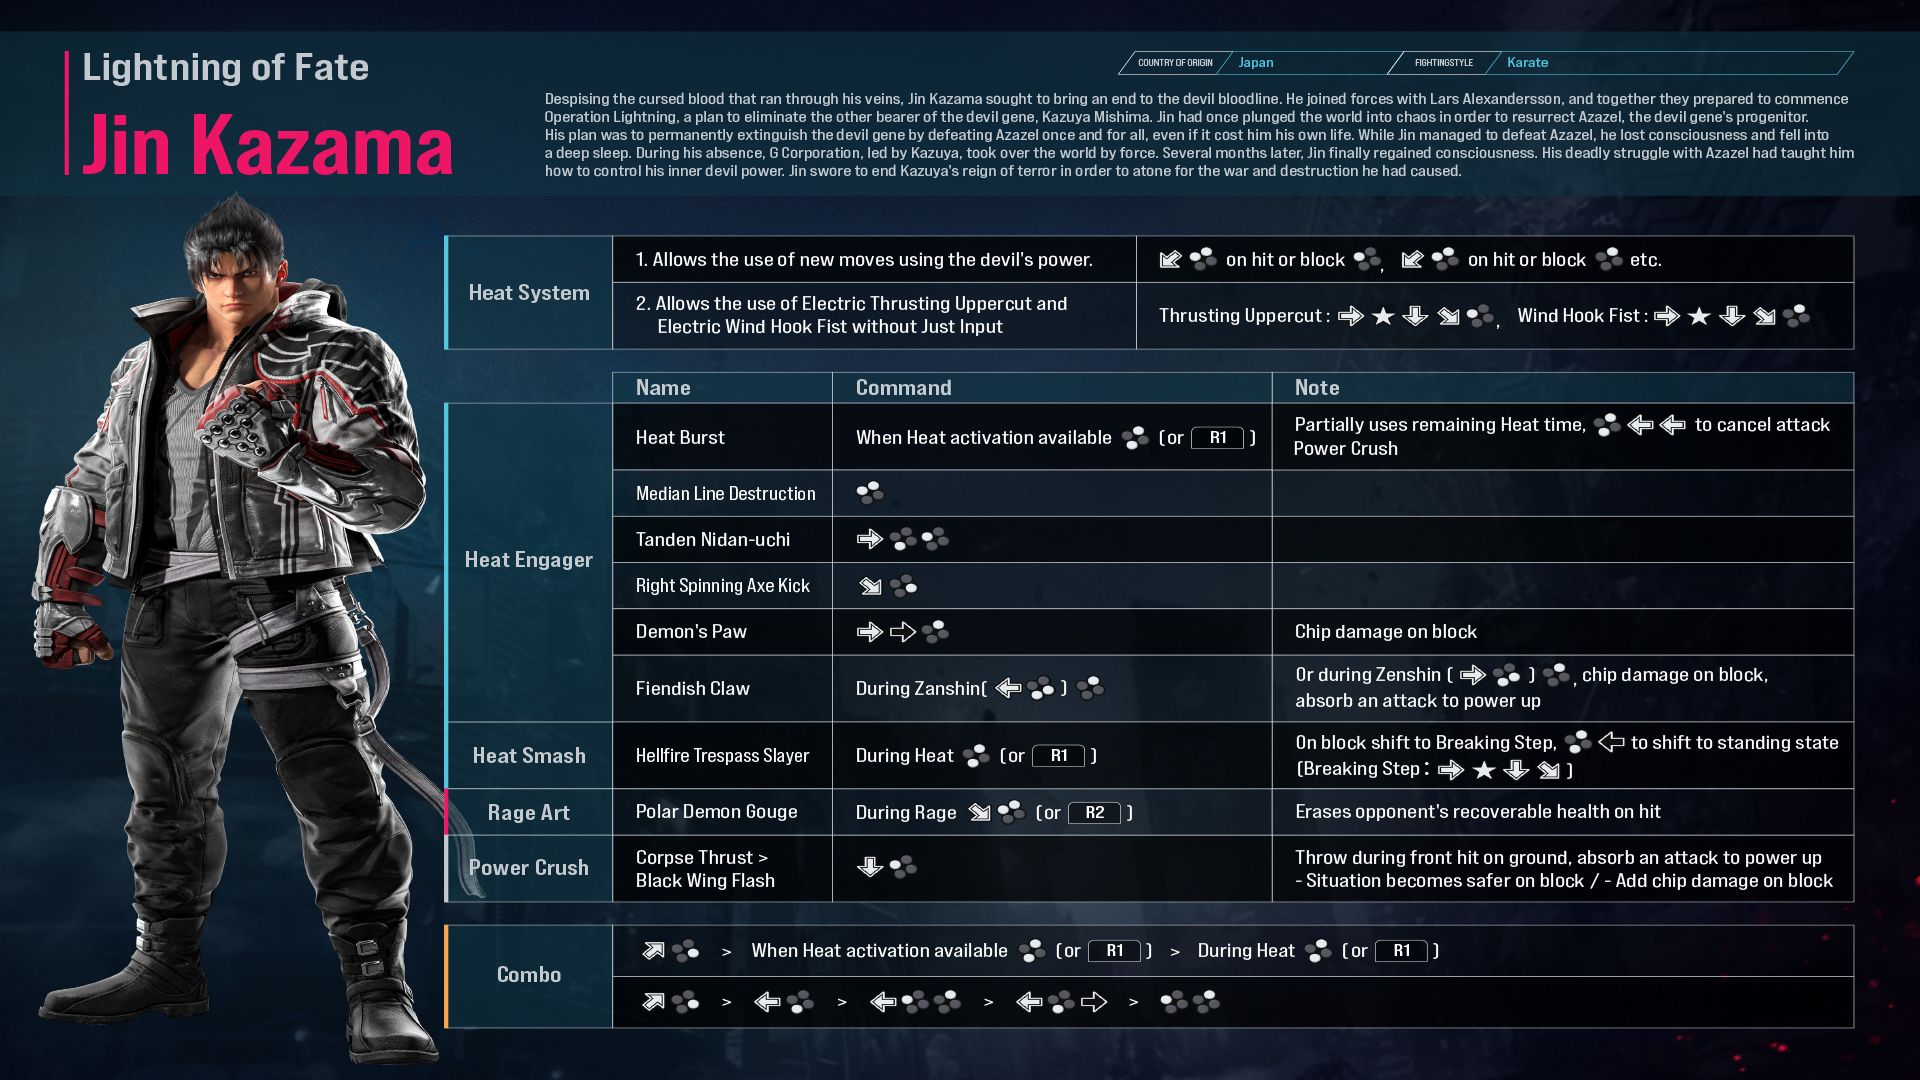 Lightning of Fate
Jin Kazama
COUNTRY OF ORIGIN Japan FIGHTINGSTYLE Karate
Despising the cursed blood that ran through his veins, Jin Kazama sought to bring an end to the devil bloodline. He joined forces with Lars Alexandersson, and together they prepared to commence
Operation Lightning, a plan to eliminate the other bearer of the devil gene, Kazuya Mishima. Jin had once plunged the world into chaos in order to resurrect Azazel, the devil gene's progenitor.
His plan was to permanently extinguish the devil gene by defeating Azazel once and for all, even if it cost him his own life. While Jin managed to defeat Azazel, he lost consciousness and fell into
a deep sleep. During his absence, G Corporation, led by Kazuya, took over the world by force. Several months later, Jin finally regained consciousness. His deadly struggle with Azazel had taught him
how to control his inner devil power. Jin swore to end Kazuya's reign of terror in order to atone for the war and destruction he had caused.
Heat System
1. Allows the use of new moves using the devil's power.
on hit or block , on hit or block etc.
2. Allows the use of Electric Thrusting Uppercut and
Electric Wind Hook Fist without Just Input
Thrusting Uppercut : ➡ ★ ⬇ ⬊ , Wind Hook Fist : ➡ ★ ⬇ ⬊
Name Command Note
Heat Engager
Heat Burst
When Heat activation available (or R1 )
Partially uses remaining Heat time, to cancel attack
Power Crush
Median Line Destruction
Tanden Nidan-uchi
Right Spinning Axe Kick
Demon's Paw
Chip damage on block
Fiendish Claw
During Zanshin( )
Or during Zenshin ( ) , chip damage on block,
absorb an attack to power up
Heat Smash
Hellfire Trespass Slayer
During Heat (or R1 )
On block shift to Breaking Step, to shift to standing state
(Breaking Step : ➡ ★ ⬇ ⬊ )
Rage Art
Polar Demon Gouge
During Rage (or R2 )
Erases opponent's recoverable health on hit
Power Crush
Corpse Thrust >
Black Wing Flash
Throw during front hit on ground, absorb an attack to power up
- Situation becomes safer on block / - Add chip damage on block
Combo
> When Heat activation available (or R1 ) > During Heat (or R1 )
> > > >